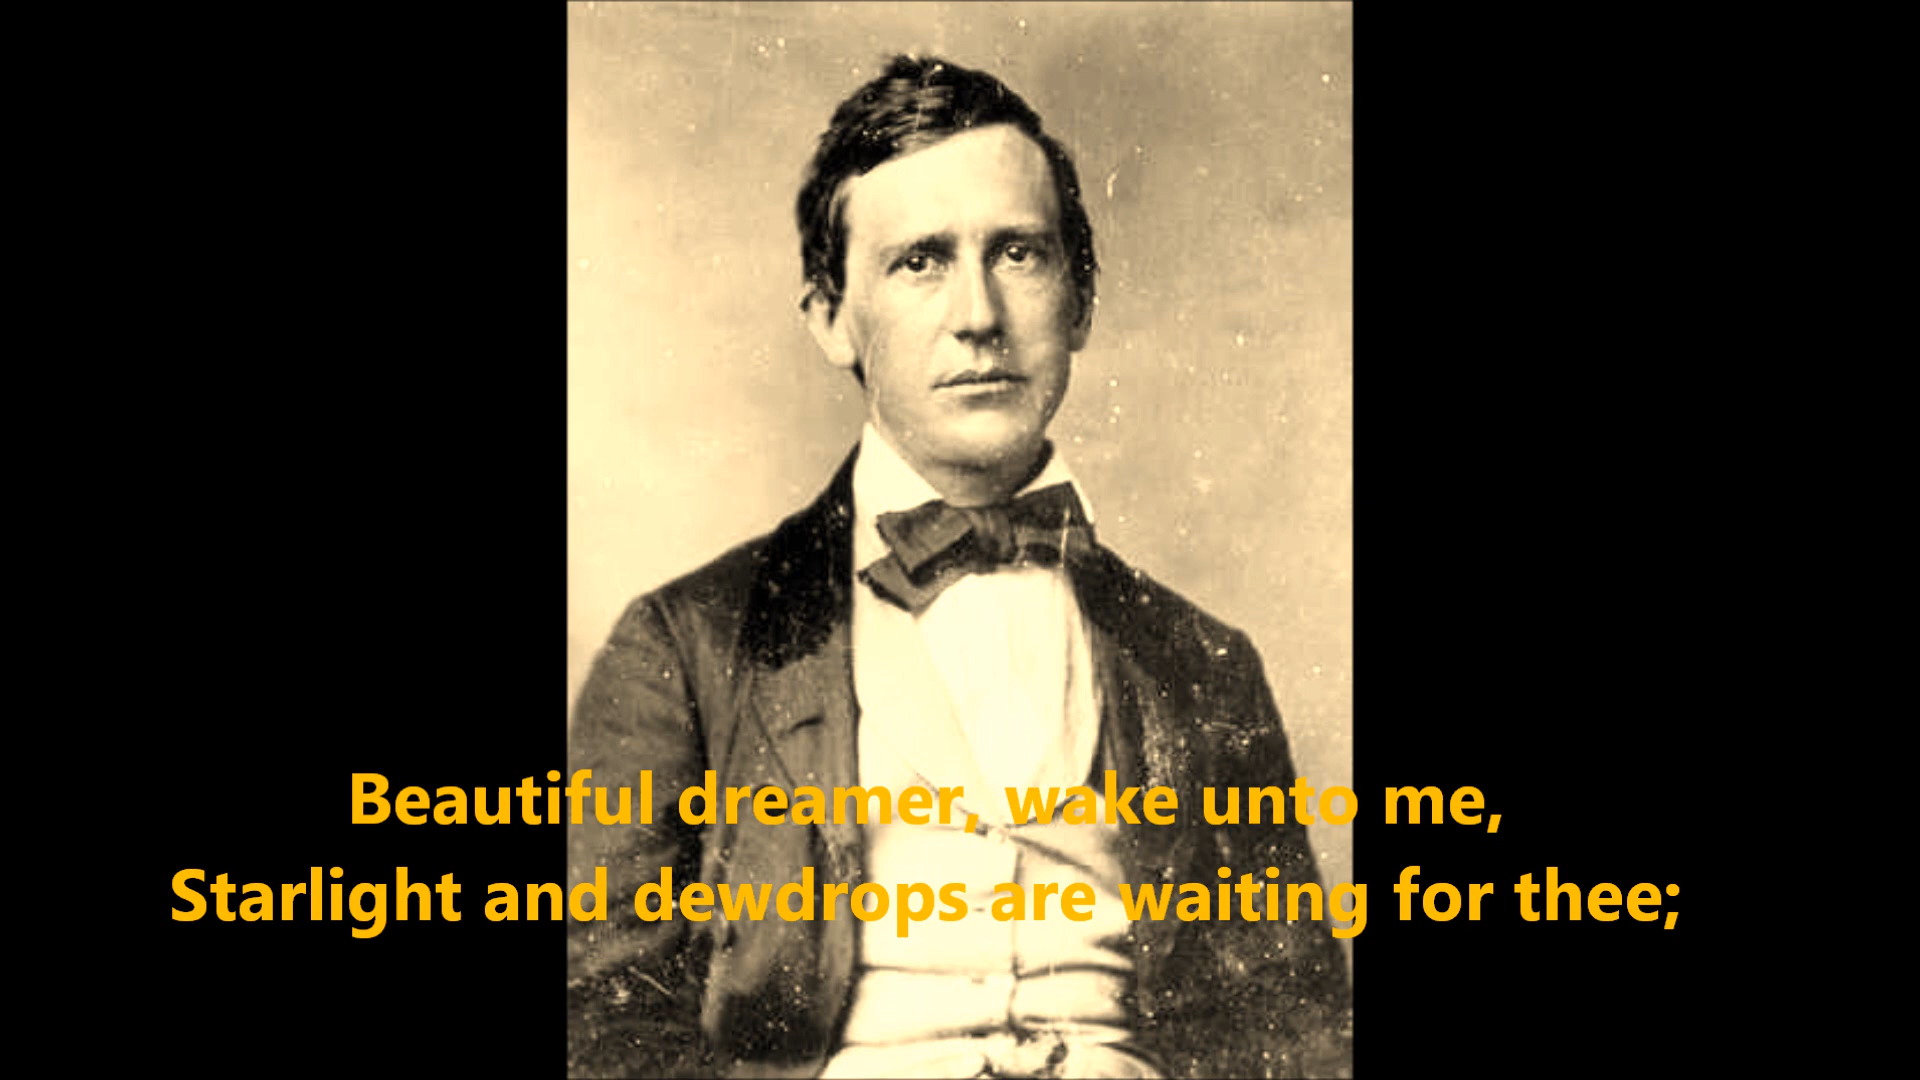 Beautiful dreamer, wake unto me,
Starlight and dewdrops are waiting for thee;